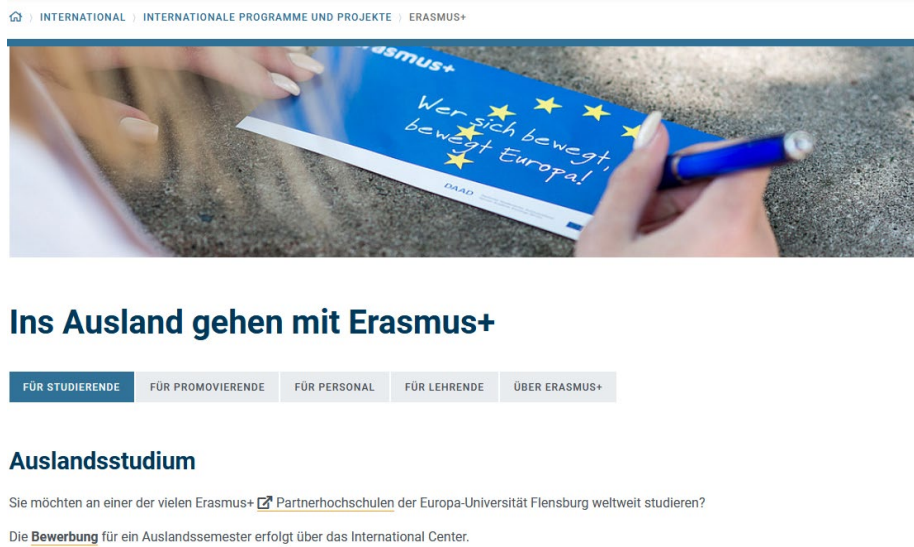 INTERNATIONAL 〉 INTERNATIONALE PROGRAMME UND PROJEKTE 〉 ERASMUS+
rasmus+
Wer sich bewegt,
bewegt Europa!
DAAD
Ins Ausland gehen mit Erasmus+
FÜR STUDIERENDE FÜR PROMOVIERENDE FÜR PERSONAL FÜR LEHRENDE ÜBER ERASMUS+
Auslandsstudium
Sie möchten an einer der vielen Erasmus+ Partnerhochschulen der Europa-Universität Flensburg weltweit studieren?
Die Bewerbung für ein Auslandssemester erfolgt über das International Center.